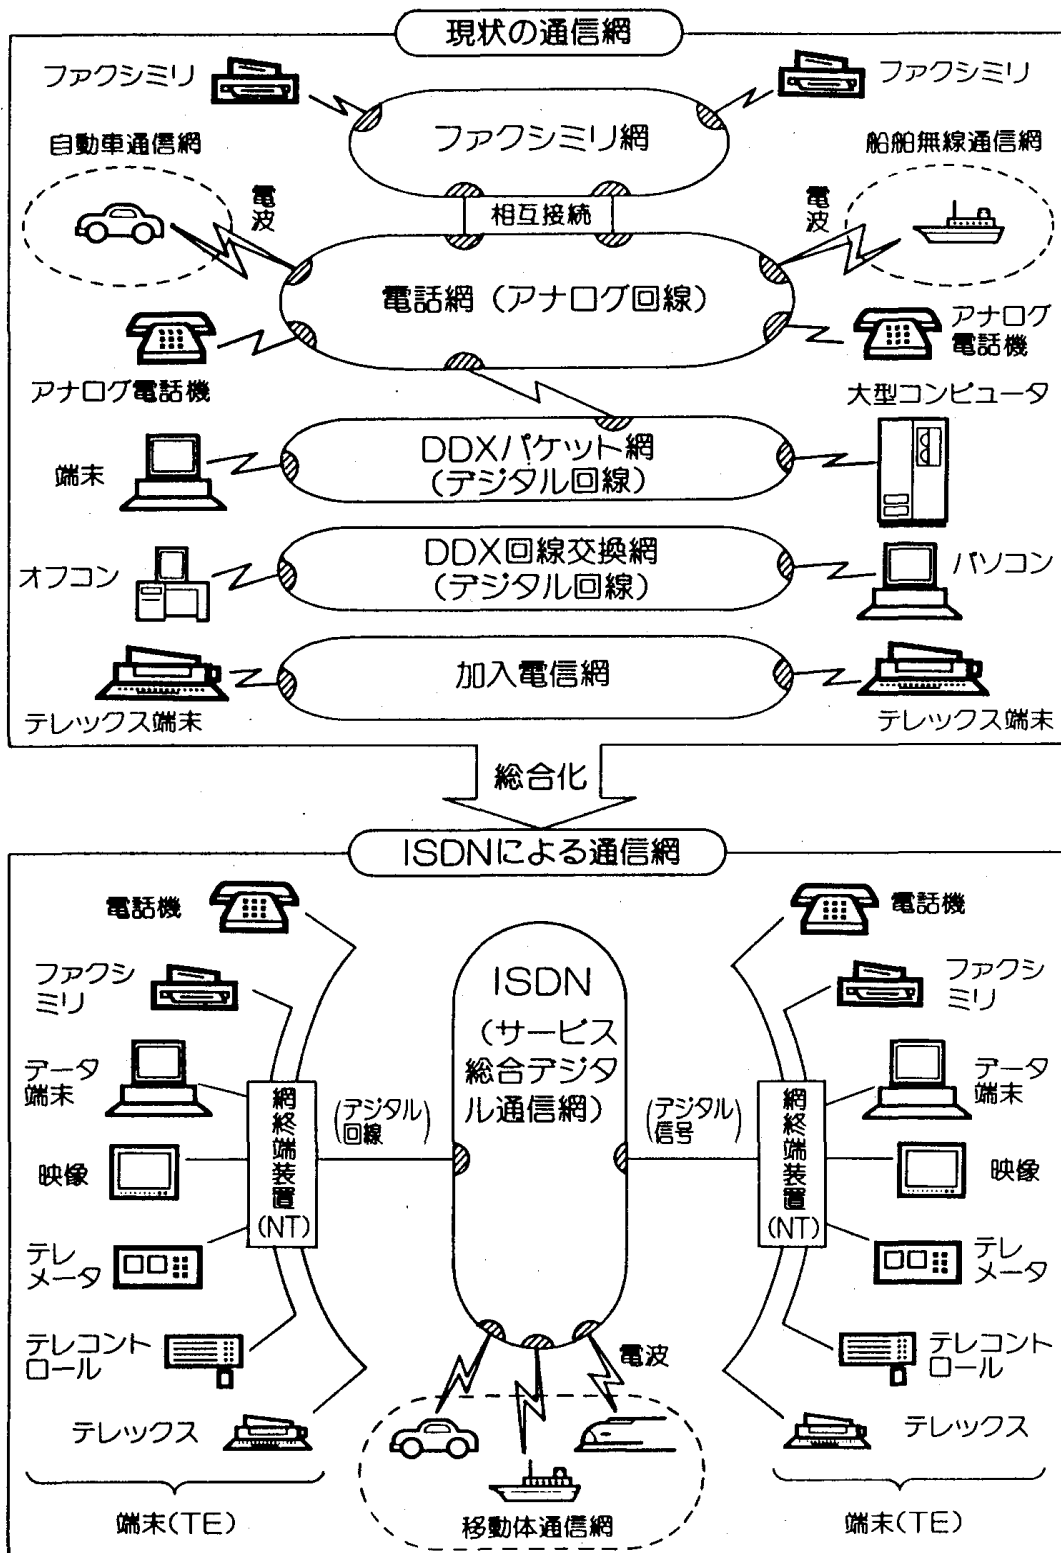 現状の通信網
ファクシミリ
ファクシミリ
ファクシミリ網
自動車通信網
船舶無線通信網
電波
電波
相互接続
電話網（アナログ回線）
アナログ電話機
アナログ
電話機
大型コンピュータ
端末
DDXパケット網
（デジタル回線）
オフコン
DDX回線交換網
（デジタル回線）
パソコン
加入電信網
テレックス端末
テレックス端末
総合化
ISDNによる通信網
電話機
電話機
ファクシ
ミリ
ISDN
（サービス
総合デジタ
ル通信網）
ファクシ
ミリ
データ
端末
データ
端末
網終端装置
(NT)
(デジタル
回線)
(デジタル
信号)
網終端装置
(NT)
映像
映像
テレ
メータ
テレ
メータ
テレコント
ロール
電波
テレコント
ロール
テレックス
テレックス
移動体通信網
端末(TE)
端末(TE)